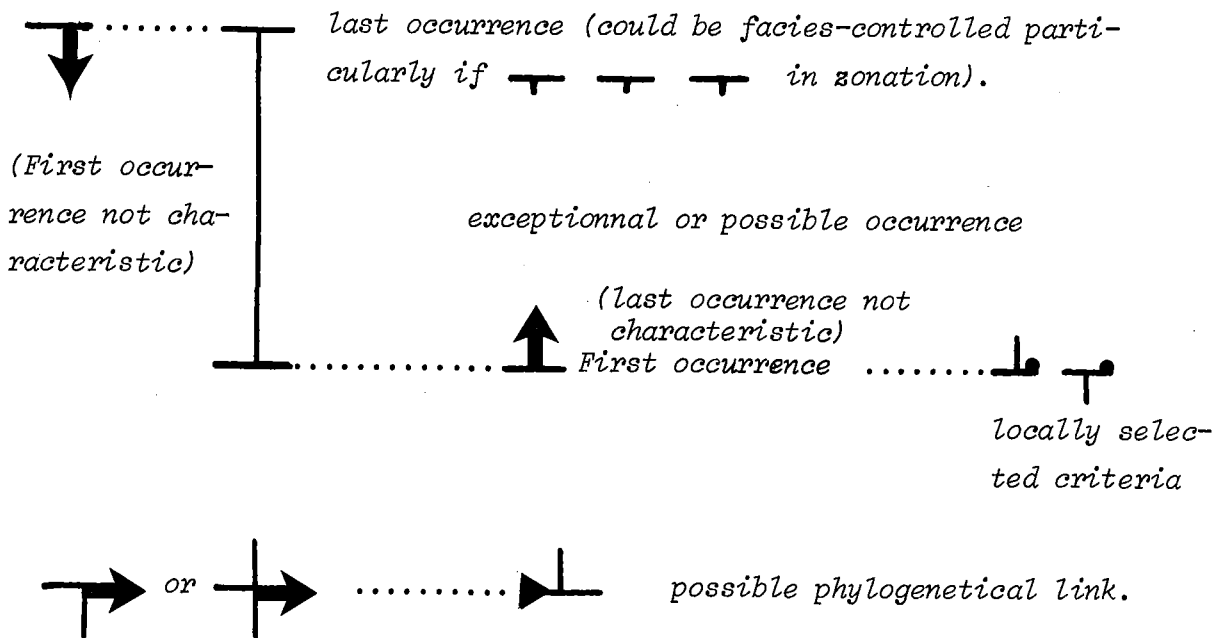 last occurrence (could be facies-controlled parti-
cularly if in zonation).
(First occur-
rence not cha-
racteristic)
exceptionnal or possible occurrence
(last occurrence not
characteristic)
First occurrence
locally selec-
ted criteria
or
possible phylogenetical link.